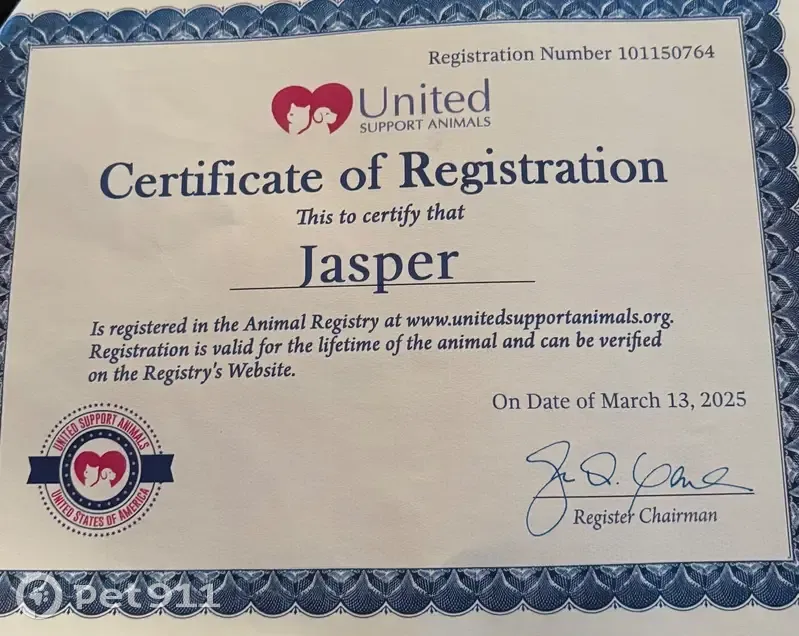 Registration Number 101150764
United
SUPPORT ANIMALS
Certificate of Registration
This to certify that
Jasper
Is registered in the Animal Registry at www.unitedsupportanimals.org.
Registration is valid for the lifetime of the animal and can be verified
on the Registry's Website.
On Date of March 13, 2025
UNITED SUPPORT ANIMALS
UNITED STATES OF AMERICA
Register Chairman
pet911